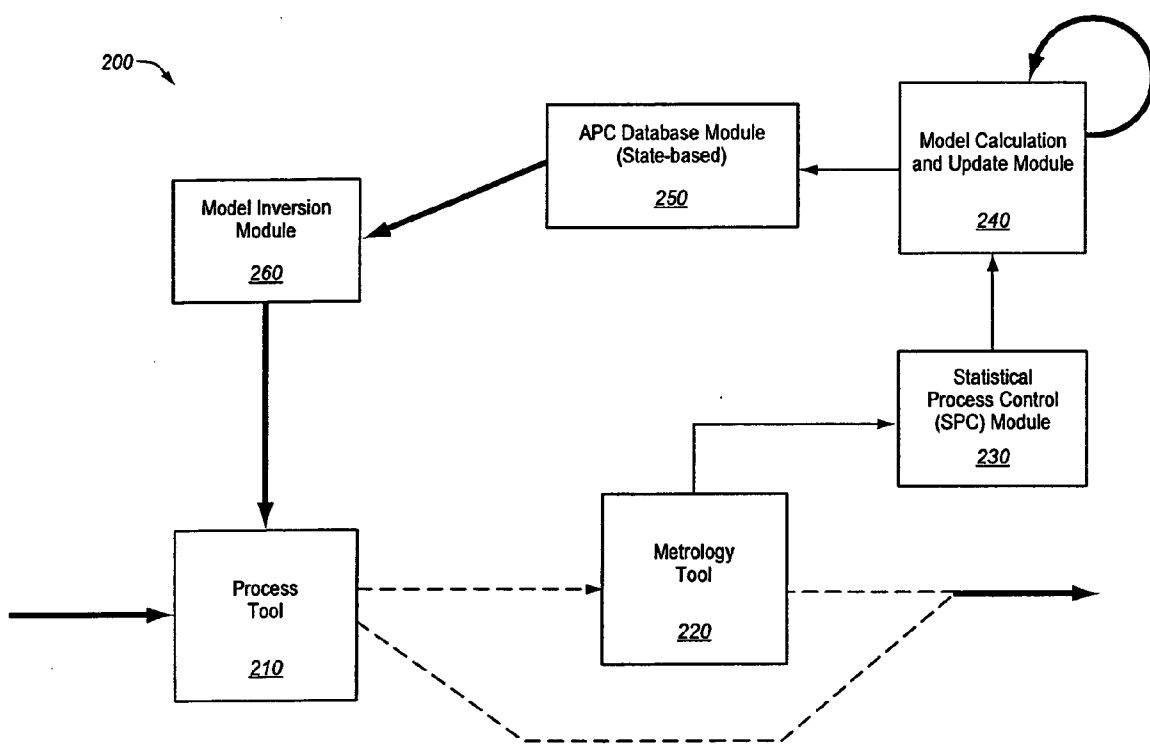 200
APC Database Module
(State-based)
250
Model Calculation
and Update Module
240
Model Inversion
Module
260
Statistical
Process Control
(SPC) Module
230
Process
Tool
210
Metrology
Tool
220